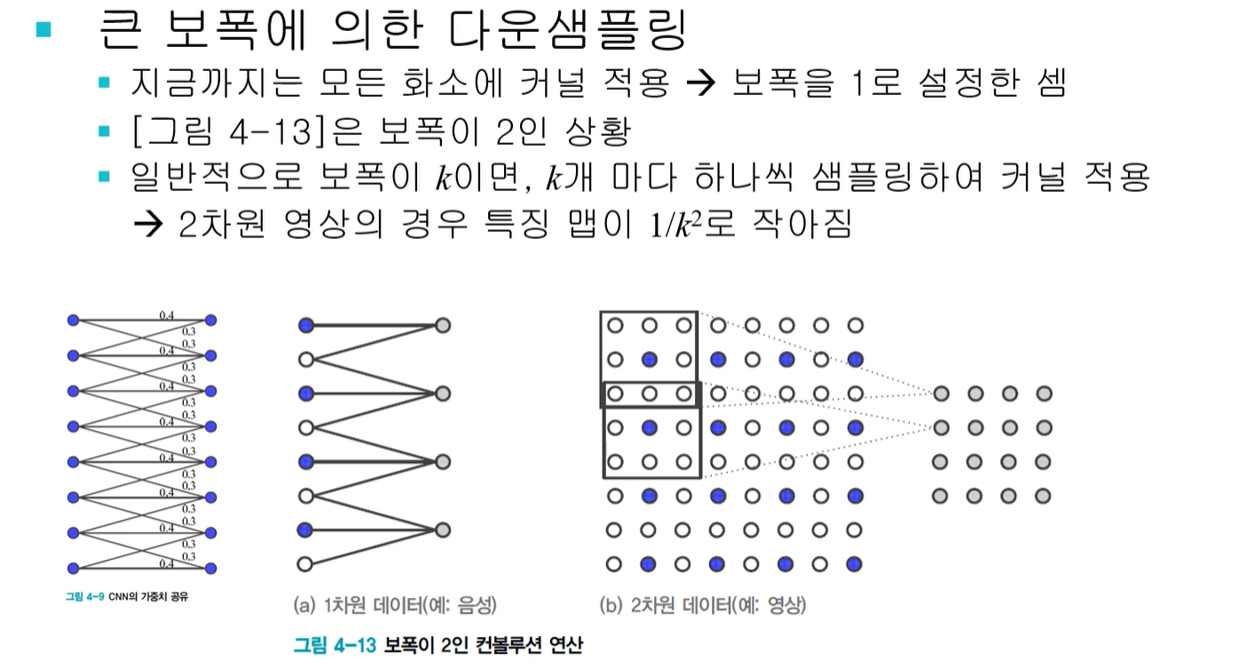 큰 보폭에 의한 다운샘플링
지금까지는 모든 화소에 커널 적용 → 보폭을 1로 설정한 셈
[그림 4-13]은 보폭이 2인 상황
일반적으로 보폭이 k이면, k개 마다 하나씩 샘플링하여 커널 적용
→ 2차원 영상의 경우 특징 맵이 1/k²로 작아짐
0.4
0.3
0.3
0.4
0.3
0.3
0.4
0.3
0.3
0.4
0.3
0.3
0.4
0.3
0.3
0.4
0.3
0.3
0.4
0.3
0.3
0.4
그림 4-9 CNN의 가중치 공유
(a) 1차원 데이터(예: 음성)
(b) 2차원 데이터(예: 영상)
그림 4-13 보폭이 2인 컨볼루션 연산